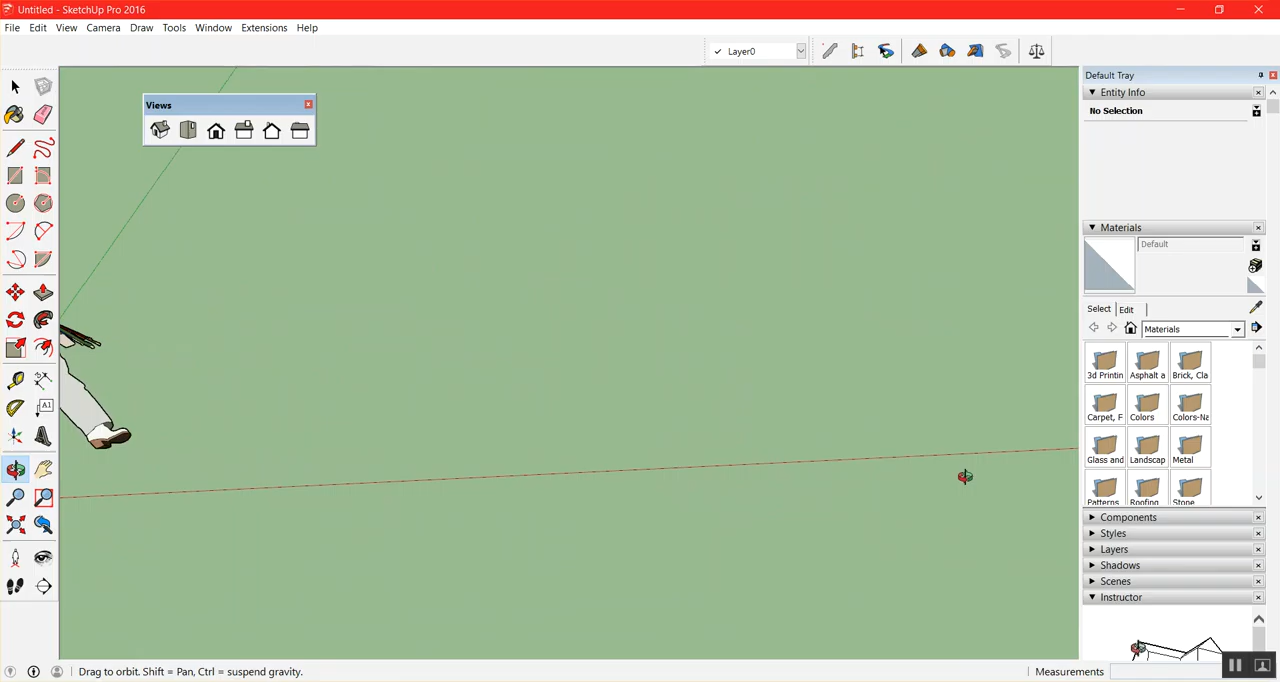 Untitled - SketchUp Pro 2016
File Edit View Camera Draw Tools Window Extensions Help
Layer0
Default Tray
Views
Entity Info
No Selection
Materials
Default
Select Edit
Materials
3d Printin Asphalt a Brick, Cla
Carpet, F Colors Colors-Na
Glass and Landscap Metal
Patterns Roofing Stone
A1
Components
Styles
Layers
Shadows
Scenes
Instructor
Drag to orbit. Shift = Pan, Ctrl = suspend gravity.
Measurements